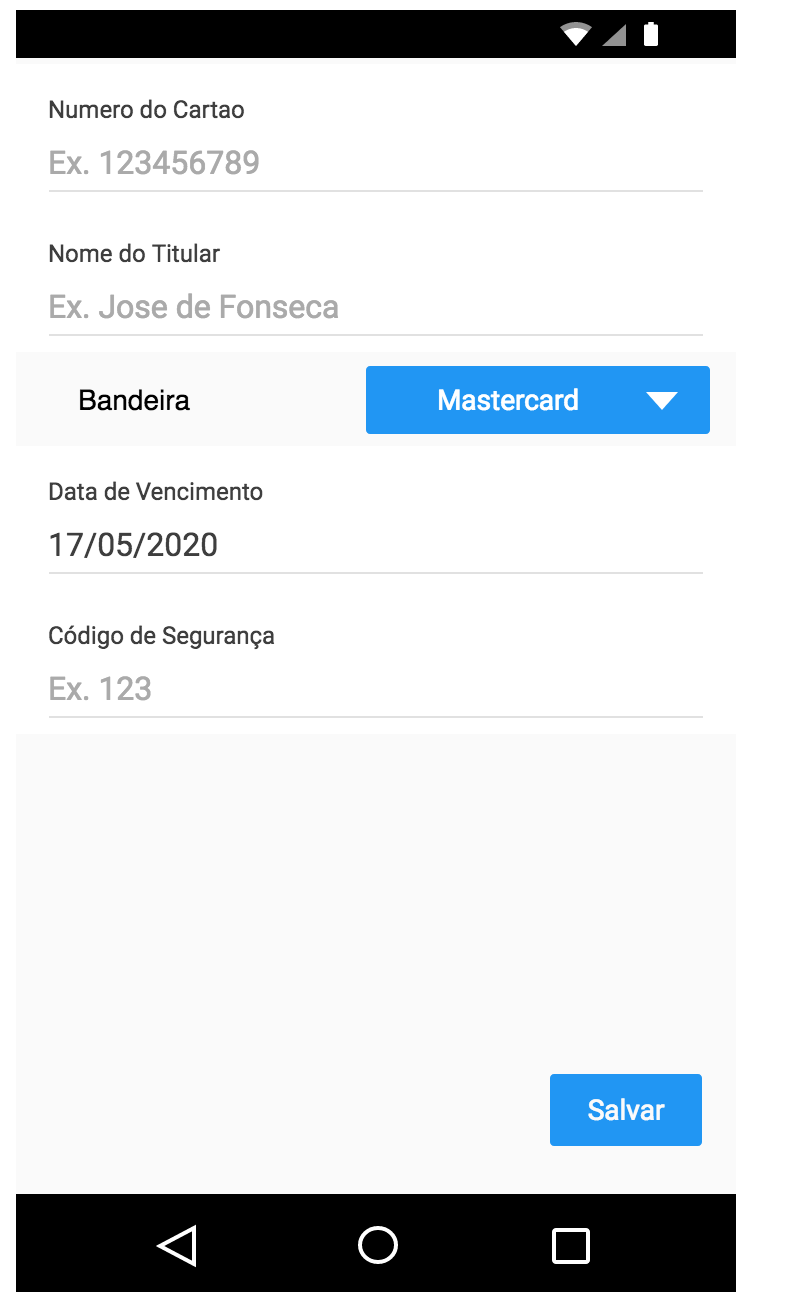 Numero do Cartao
Ex. 123456789
Nome do Titular
Ex. Jose de Fonseca
Bandeira
Mastercard
Data de Vencimento
17/05/2020
Código de Segurança
Ex. 123
Salvar